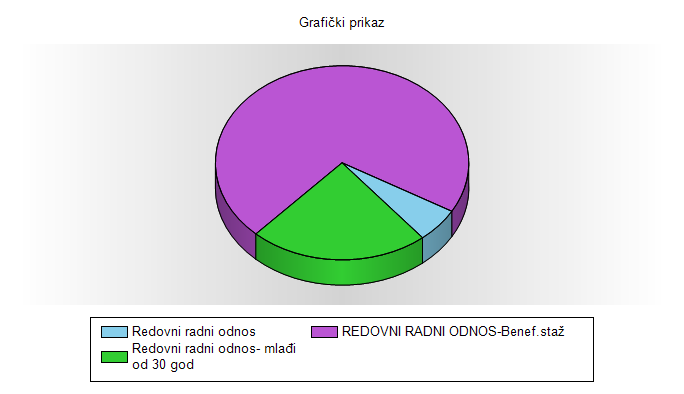 Grafički prikaz
Redovni radni odnos
REDOVNI RADNI ODNOS-Benef.staž
Redovni radni odnos- mlađi
od 30 god